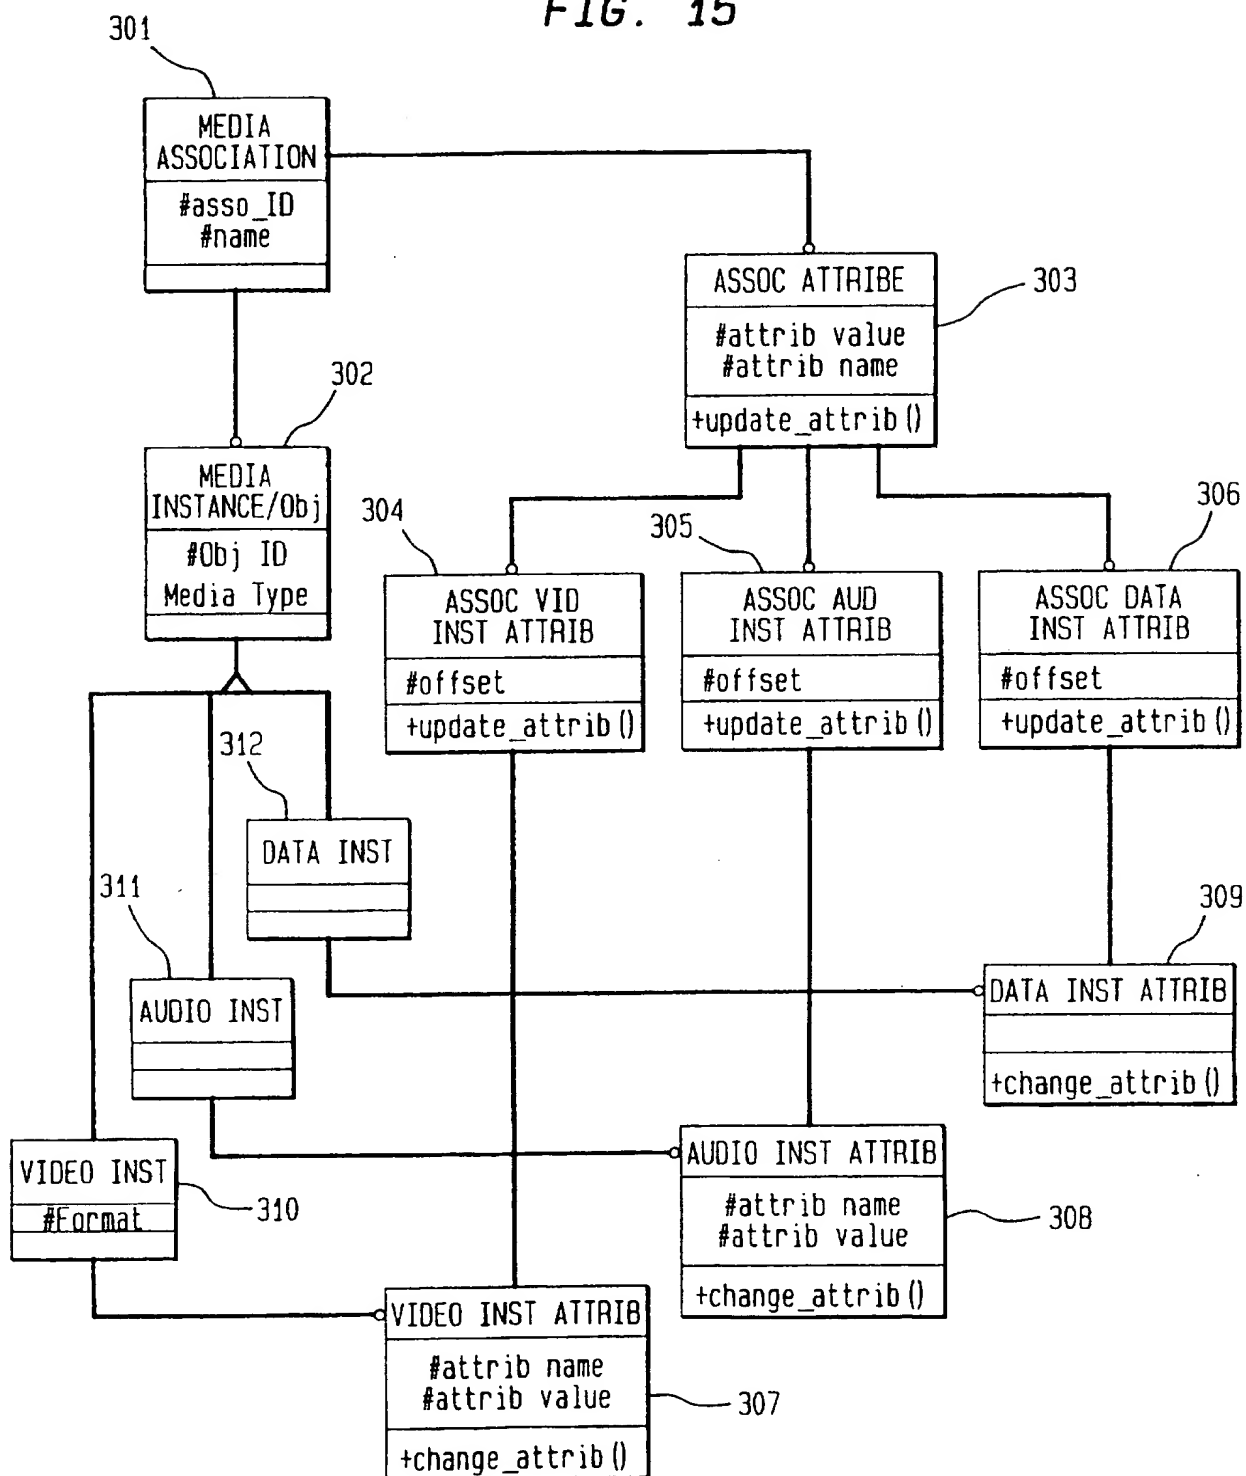 FIG. 15
301
MEDIA
ASSOCIATION
#asso_ID
#name
ASSOC ATTRIBE
#attrib value
#attrib name
+update_attrib()
303
302
MEDIA
INSTANCE/Obj
#Obj ID
Media Type
304
ASSOC VID
INST ATTRIB
#offset
+update_attrib()
305
ASSOC AUD
INST ATTRIB
#offset
+update_attrib()
306
ASSOC DATA
INST ATTRIB
#offset
+update_attrib()
312
DATA INST
311
AUDIO INST
309
DATA INST ATTRIB
+change_attrib()
VIDEO INST
#Format
310
AUDIO INST ATTRIB
#attrib name
#attrib value
+change_attrib()
308
VIDEO INST ATTRIB
#attrib name
#attrib value
+change_attrib()
307